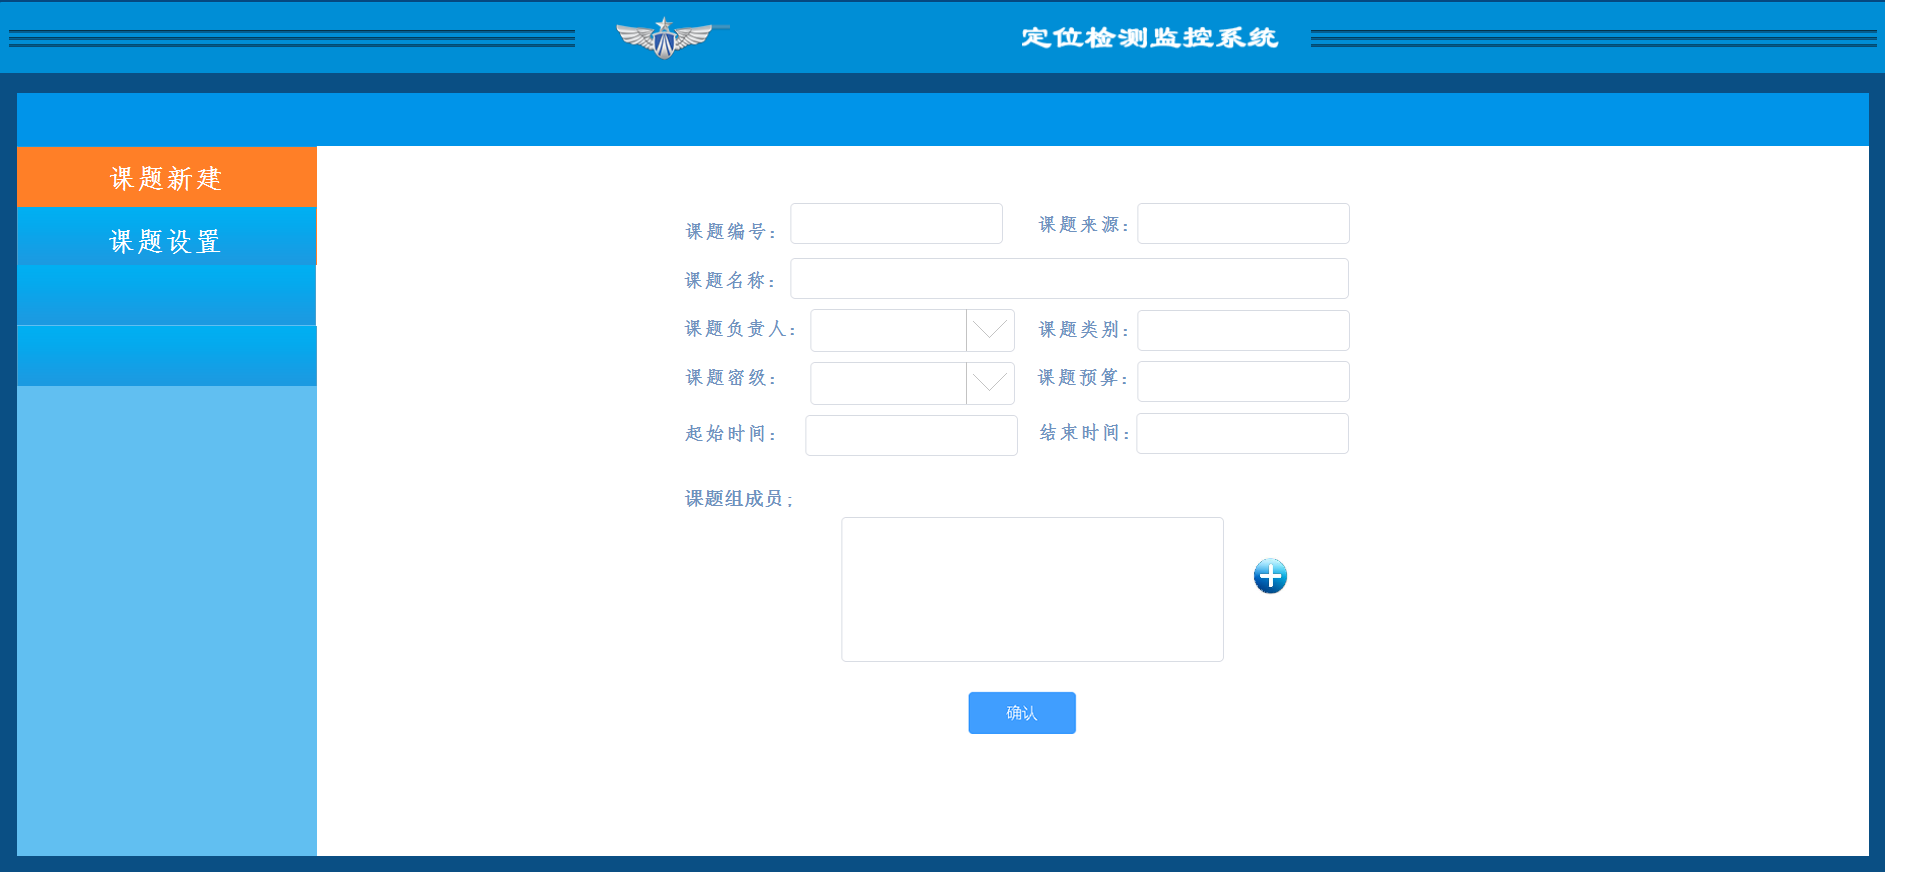 定位检测监控系统
课题新建
课题设置
课题编号： 课题来源：
课题名称：
课题负责人： 课题类别：
课题密级： 课题预算：
起始时间： 结束时间：
课题组成员；
确认